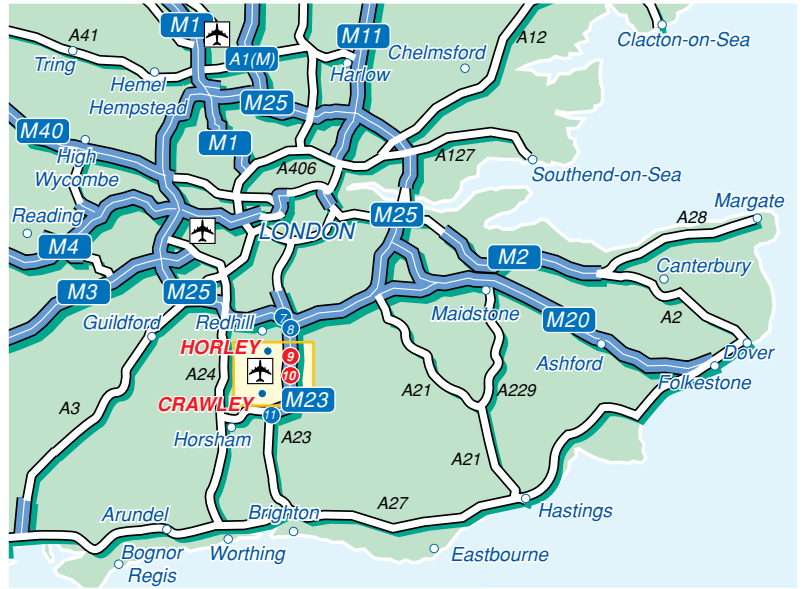 M1
A41
A1(M)
M11
A12
Clacton-on-Sea
Chelmsford
Tring
Hemel
Hempstead
Harlow
M25
M40
M1
High
Wycombe
A406
A127
Southend-on-Sea
Reading
M25
Margate
A28
LONDON
M4
M2
Canterbury
M3
M25
Maidstone
A2
Guildford
Redhill
7
8
M20
HORLEY
9
Ashford
Dover
A24
10
Folkestone
A21
A229
CRAWLEY
M23
A3
11
Horsham
A23
A21
A27
Arundel
Brighton
Hastings
Bognor
Regis
Worthing
Eastbourne